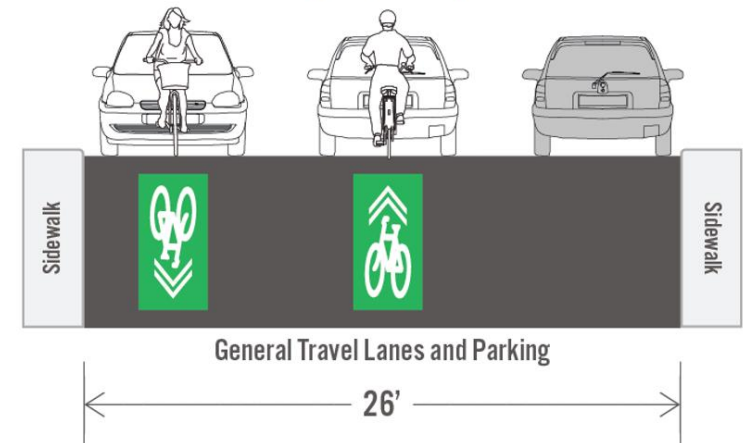 Sidewalk
Sidewalk
General Travel Lanes and Parking
26’